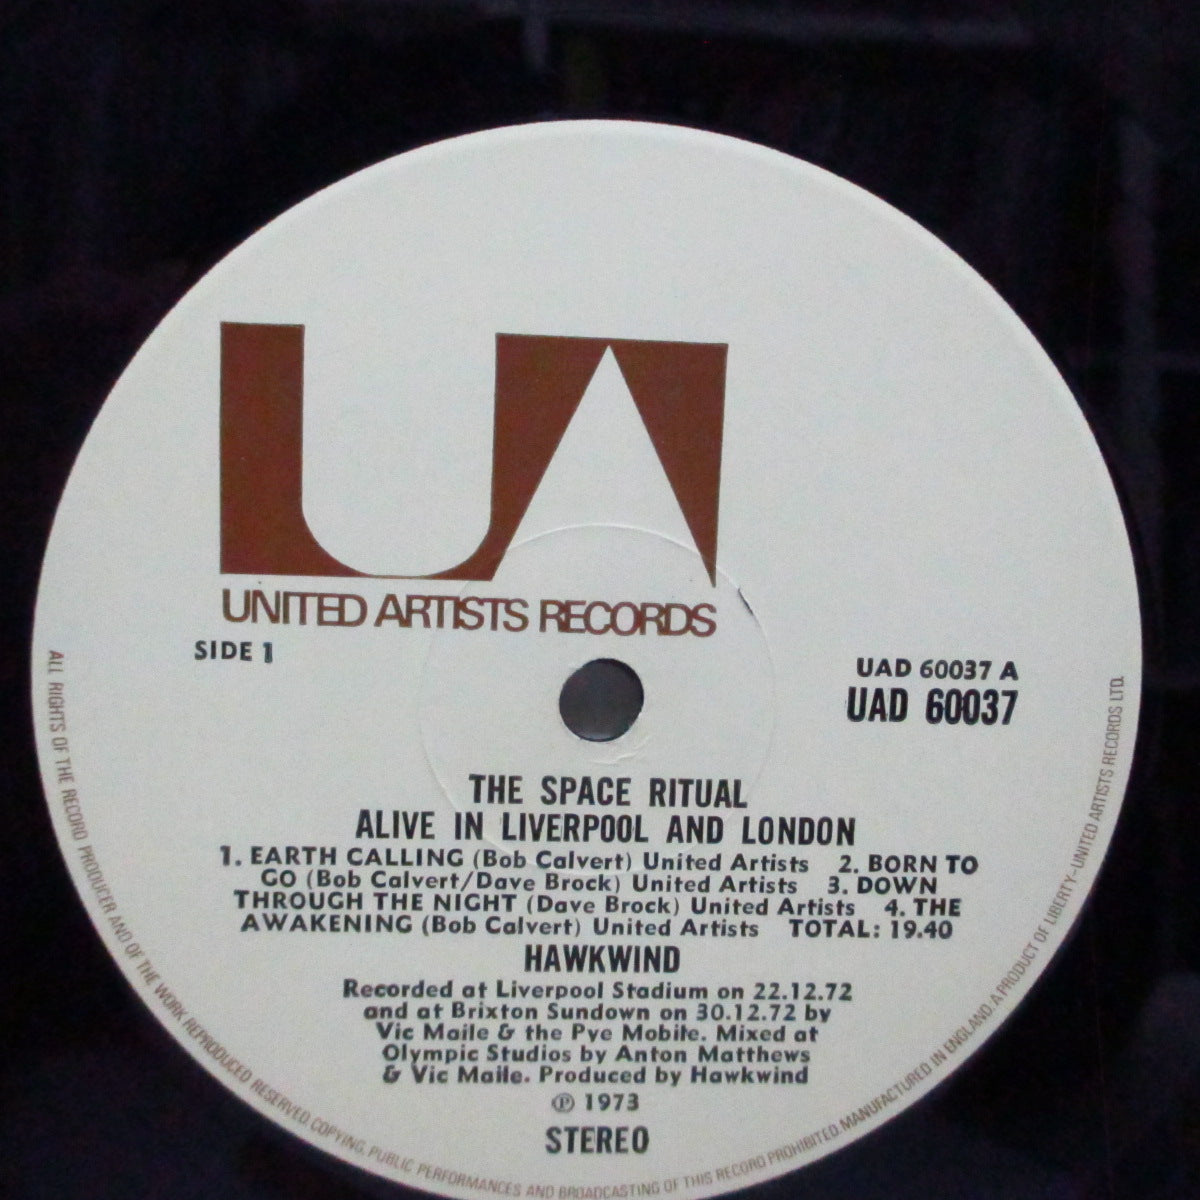 UA
UNITED ARTISTS RECORDS
SIDE 1
UAD 60037 A
UAD 60037
THE SPACE RITUAL
ALIVE IN LIVERPOOL AND LONDON
1. EARTH CALLING (Bob Calvert) United Artists 2. BORN TO
GO (Bob Calvert/Dave Brock) United Artists 3. DOWN
THROUGH THE NIGHT (Dave Brock) United Artists 4. THE
AWAKENING (Bob Calvert) United Artists TOTAL: 19.40
HAWKWIND
Recorded at Liverpool Stadium on 22.12.72
and at Brixton Sundown on 30.12.72 by
Vic Maile & the Pye Mobile. Mixed at
Olympic Studios by Anton Matthews
& Vic Maile. Produced by Hawkwind
℗ 1973
STEREO
ALL RIGHTS OF THE RECORD PRODUCER AND OF THE WORK REPRODUCED RESERVED. COPYING, PUBLIC PERFORMANCES AND BROADCASTING OF THIS RECORD PROHIBITED. MANUFACTURED IN ENGLAND. A PRODUCT OF LIBERTY-UNITED ARTISTS RECORDS LTD.